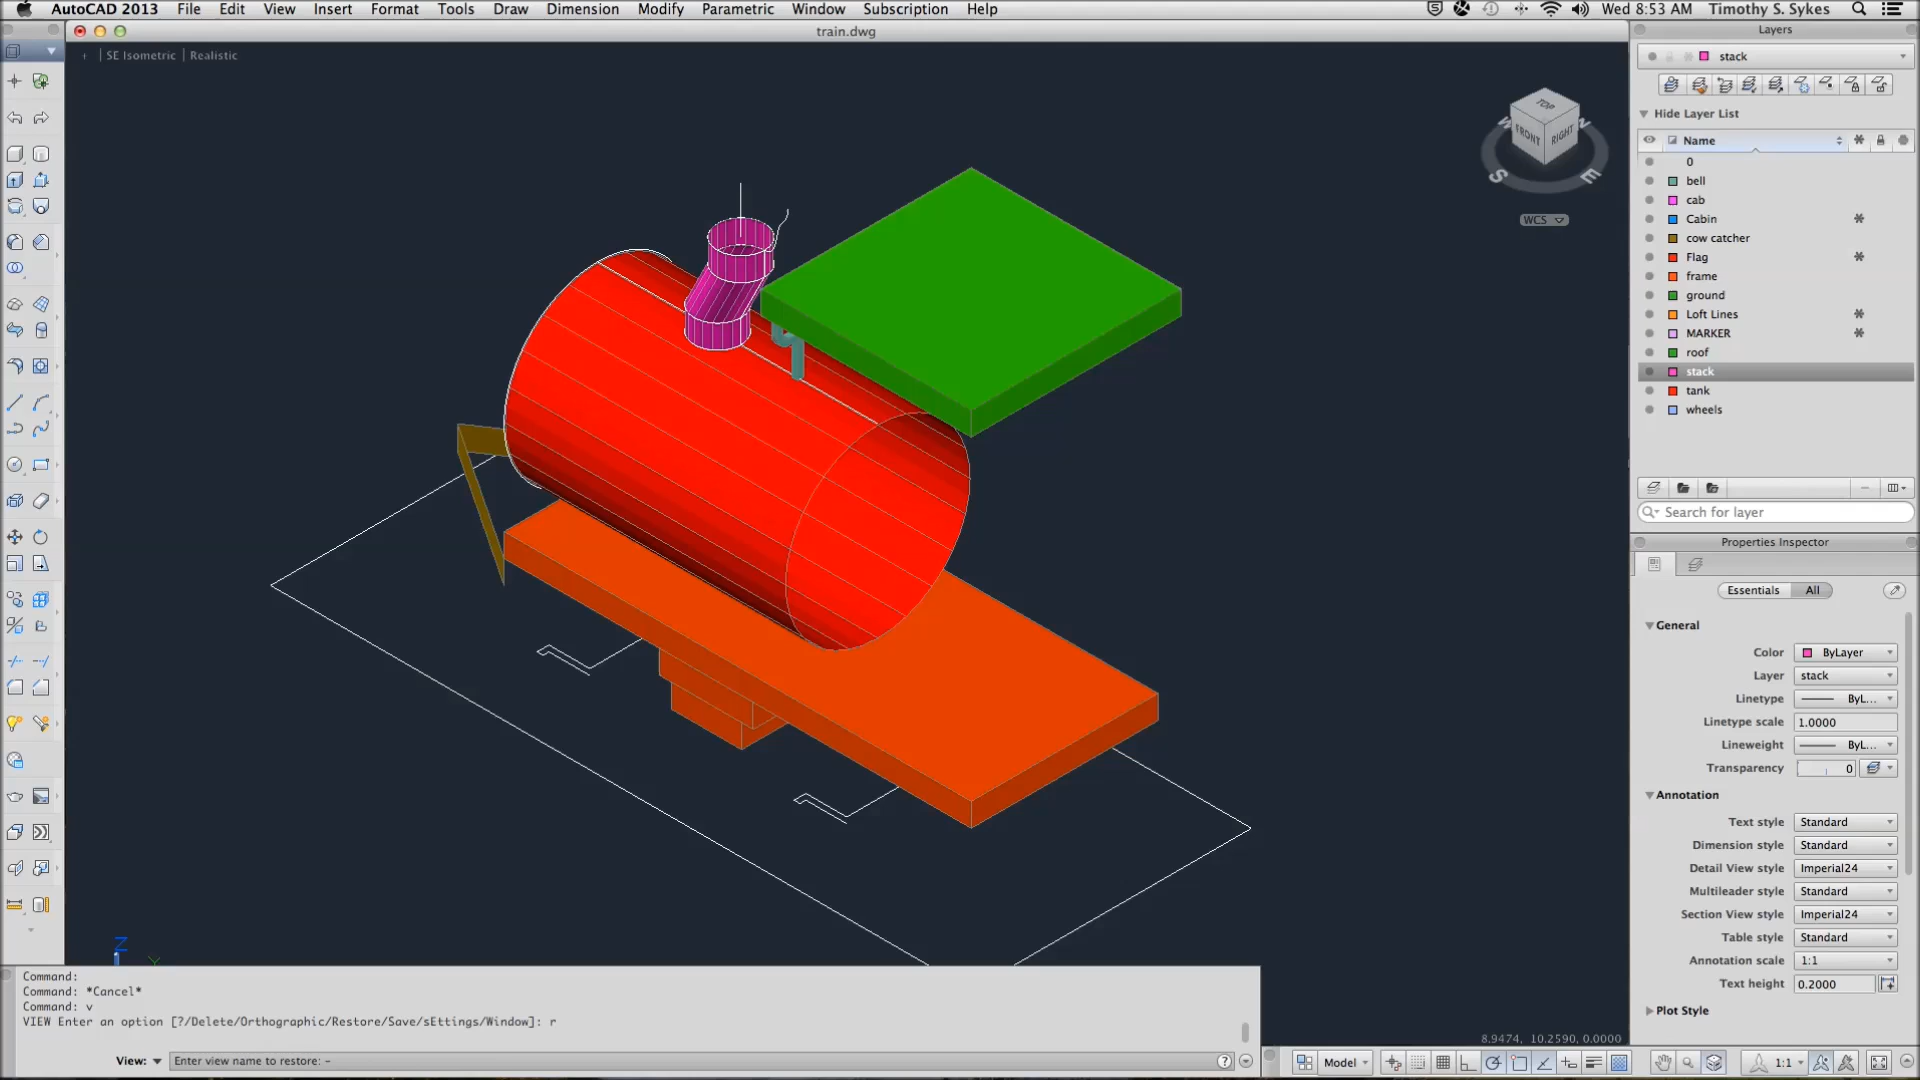 AutoCAD 2013 File Edit View Insert Format Tools Draw Dimension Modify Parametric Window Subscription Help Wed 8:53 AM Timothy S. Sykes
train.dwg
SE Isometric Realistic
TOP
FRONT RIGHT
S E
WCS
Z
Layers
stack
Hide Layer List
Name
0
bell
cab
Cabin
cow catcher
Flag
frame
ground
Loft Lines
MARKER
roof
stack
tank
wheels
Search for layer
Properties Inspector
Essentials All
General
Color ByLayer
Layer stack
Linetype ByL...
Linetype scale 1.0000
Lineweight ByL...
Transparency 0
Annotation
Text style Standard
Dimension style Standard
Detail View style Imperial24
Multileader style Standard
Section View style Imperial24
Table style Standard
Annotation scale 1:1
Text height 0.2000
Plot Style
Command:
Command: *Cancel*
Command: v
VIEW Enter an option [?/Delete/Orthographic/Restore/Save/sEttings/Window]: r
View: Enter view name to restore: -
8.9474, 10.2590, 0.0000
Model 1:1